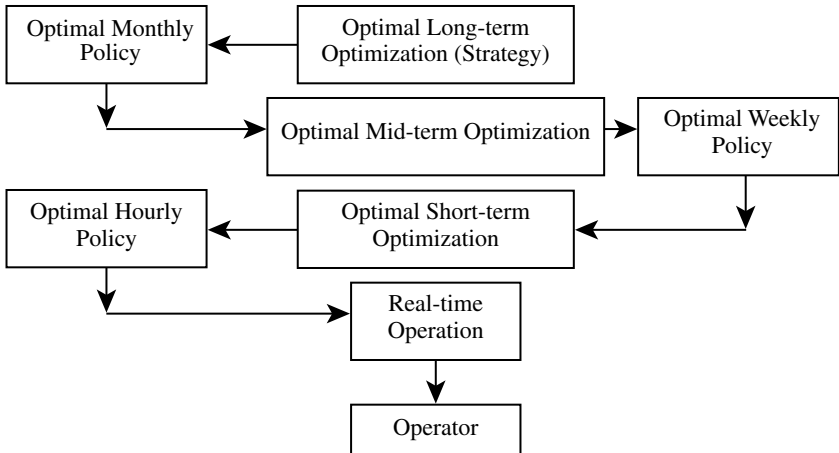 Optimal Monthly
Policy
Optimal Long-term
Optimization (Strategy)
Optimal Mid-term Optimization
Optimal Weekly
Policy
Optimal Hourly
Policy
Optimal Short-term
Optimization
Real-time
Operation
Operator